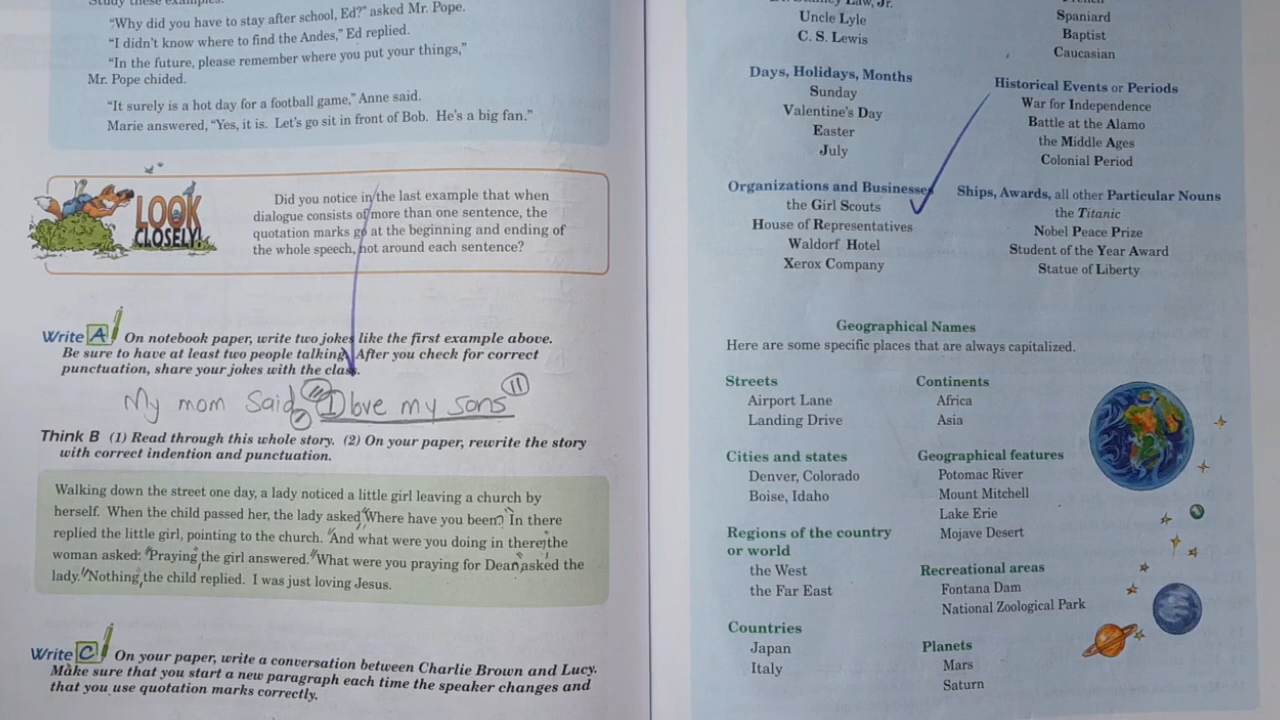 Study these examples.
"Why did you have to stay after school, Ed?" asked Mr. Pope.
"I didn't know where to find the Andes," Ed replied.
"In the future, please remember where you put your things,"
Mr. Pope chided.
"It surely is a hot day for a football game," Anne said.
Marie answered, "Yes, it is. Let's go sit in front of Bob. He's a big fan."
LOOK
CLOSELY!
Did you notice in the last example that when
dialogue consists of more than one sentence, the
quotation marks go at the beginning and ending of
the whole speech, not around each sentence?
Write A On notebook paper, write two jokes like the first example above.
Be sure to have at least two people talking. After you check for correct
punctuation, share your jokes with the class.
My mom said, "I love my sons"
Think B (1) Read through this whole story. (2) On your paper, rewrite the story
with correct indention and punctuation.
Walking down the street one day, a lady noticed a little girl leaving a church by
herself. When the child passed her, the lady asked "Where have you been? In there
replied the little girl, pointing to the church. "And what were you doing in there, the
woman asked: "Praying, the girl answered. "What were you praying for Dean asked the
lady. "Nothing, the child replied. I was just loving Jesus.
Write C On your paper, write a conversation between Charlie Brown and Lucy.
Make sure that you start a new paragraph each time the speaker changes and
that you use quotation marks correctly.
Law, Jr.
Uncle Lyle
C. S. Lewis
Spaniard
Baptist
Caucasian
Days, Holidays, Months
Sunday
Valentine's Day
Easter
July
Historical Events or Periods
War for Independence
Battle at the Alamo
the Middle Ages
Colonial Period
Organizations and Businesses
the Girl Scouts
House of Representatives
Waldorf Hotel
Xerox Company
Ships, Awards, all other Particular Nouns
the Titanic
Nobel Peace Prize
Student of the Year Award
Statue of Liberty
Geographical Names
Here are some specific places that are always capitalized.
Streets
Airport Lane
Landing Drive
Cities and states
Denver, Colorado
Boise, Idaho
Regions of the country
or world
the West
the Far East
Countries
Japan
Italy
Continents
Africa
Asia
Geographical features
Potomac River
Mount Mitchell
Lake Erie
Mojave Desert
Recreational areas
Fontana Dam
National Zoological Park
Planets
Mars
Saturn